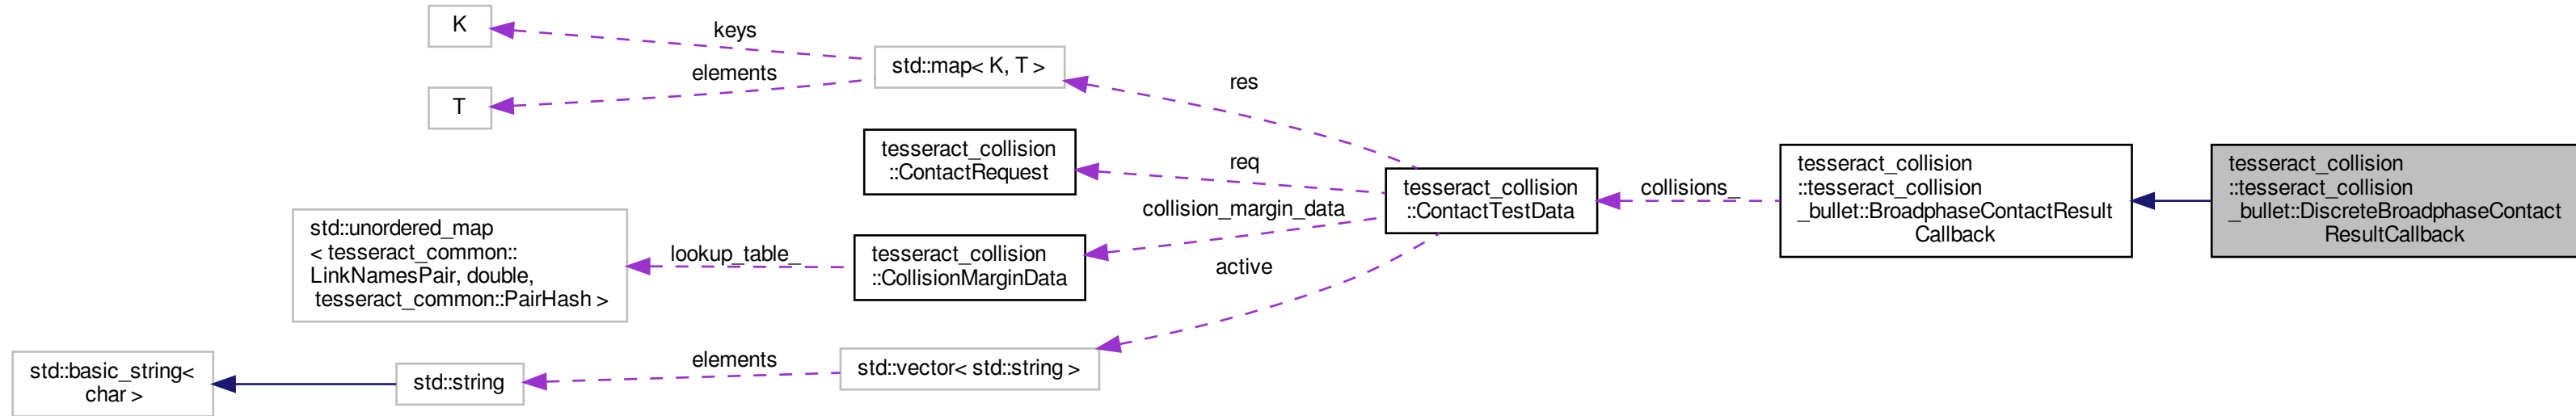 K
keys
std::map< K, T >
elements
T
res
tesseract_collision
::ContactRequest
req
tesseract_collision
::ContactTestData
collisions_
tesseract_collision
::tesseract_collision
_bullet::BroadphaseContactResult
Callback
tesseract_collision
::tesseract_collision
_bullet::DiscreteBroadphaseContact
ResultCallback
collision_margin_data
std::unordered_map
< tesseract_common::
LinkNamesPair, double,
tesseract_common::PairHash >
lookup_table_
tesseract_collision
::CollisionMarginData
active
std::basic_string<
char >
std::string
elements
std::vector< std::string >